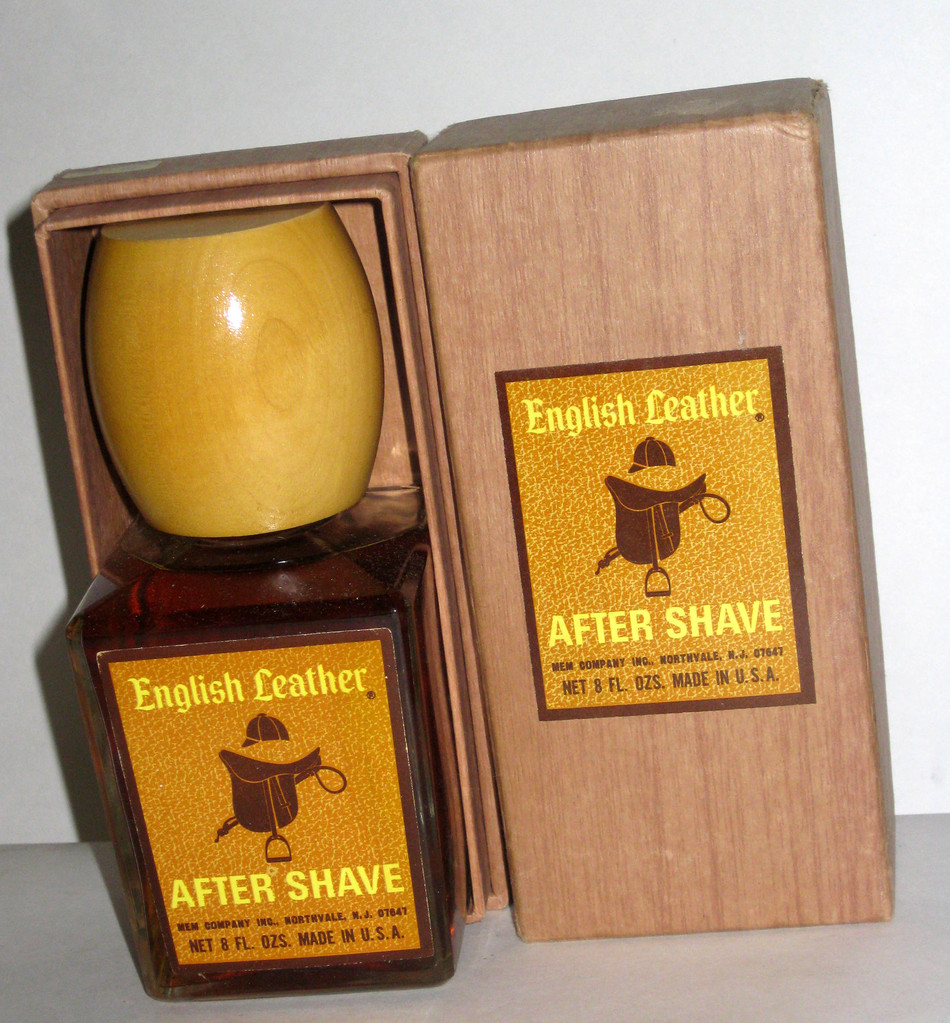 English Leather®
AFTER SHAVE
MEM COMPANY INC., NORTHVALE, N.J. 07647
NET 8 FL. OZS. MADE IN U.S.A.
English Leather®
AFTER SHAVE
MEM COMPANY INC., NORTHVALE, N.J. 07647
NET 8 FL. OZS. MADE IN U.S.A.